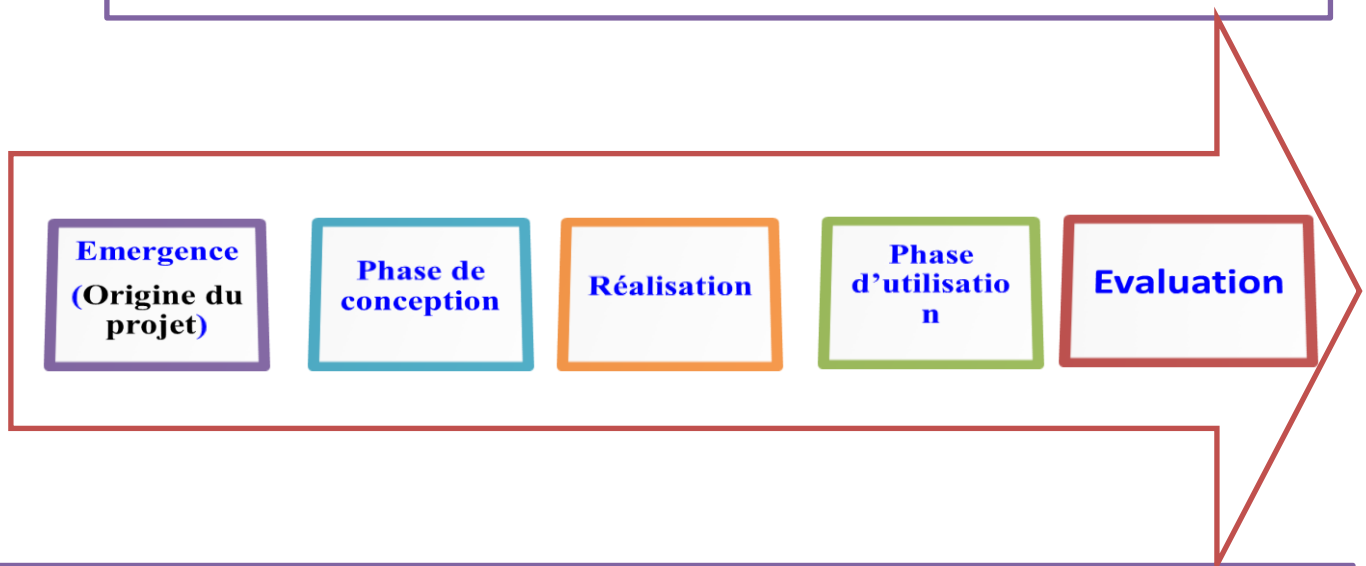 Emergence
(Origine du
projet)
Phase de
conception
Réalisation
Phase
d’utilisatio
n
Evaluation